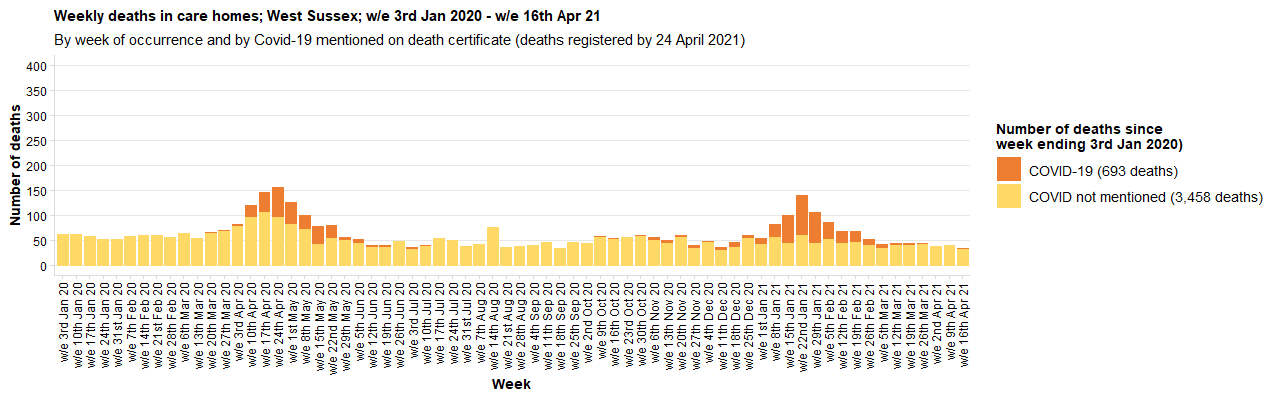 Weekly deaths in care homes; West Sussex; w/e 3rd Jan 2020 - w/e 16th Apr 21
By week of occurrence and by Covid-19 mentioned on death certificate (deaths registered by 24 April 2021)
Number of deaths
400
350
300
250
200
150
100
50
0
w/e 3rd Jan 20
w/e 10th Jan 20
w/e 17th Jan 20
w/e 24th Jan 20
w/e 31st Jan 20
w/e 7th Feb 20
w/e 14th Feb 20
w/e 21st Feb 20
w/e 28th Feb 20
w/e 6th Mar 20
w/e 13th Mar 20
w/e 20th Mar 20
w/e 27th Mar 20
w/e 3rd Apr 20
w/e 10th Apr 20
w/e 17th Apr 20
w/e 24th Apr 20
w/e 1st May 20
w/e 8th May 20
w/e 15th May 20
w/e 22nd May 20
w/e 29th May 20
w/e 5th Jun 20
w/e 12th Jun 20
w/e 19th Jun 20
w/e 26th Jun 20
w/e 3rd Jul 20
w/e 10th Jul 20
w/e 17th Jul 20
w/e 24th Jul 20
w/e 31st Jul 20
w/e 7th Aug 20
w/e 14th Aug 20
w/e 21st Aug 20
w/e 28th Aug 20
w/e 4th Sep 20
w/e 11th Sep 20
w/e 18th Sep 20
w/e 25th Sep 20
w/e 2nd Oct 20
w/e 9th Oct 20
w/e 16th Oct 20
w/e 23rd Oct 20
w/e 30th Oct 20
w/e 6th Nov 20
w/e 13th Nov 20
w/e 20th Nov 20
w/e 27th Nov 20
w/e 4th Dec 20
w/e 11th Dec 20
w/e 18th Dec 20
w/e 25th Dec 20
w/e 1st Jan 21
w/e 8th Jan 21
w/e 15th Jan 21
w/e 22nd Jan 21
w/e 29th Jan 21
w/e 5th Feb 21
w/e 12th Feb 21
w/e 19th Feb 21
w/e 26th Feb 21
w/e 5th Mar 21
w/e 12th Mar 21
w/e 19th Mar 21
w/e 26th Mar 21
w/e 2nd Apr 21
w/e 9th Apr 21
w/e 16th Apr 21
Week
Number of deaths since
week ending 3rd Jan 2020)
COVID-19 (693 deaths)
COVID not mentioned (3,458 deaths)